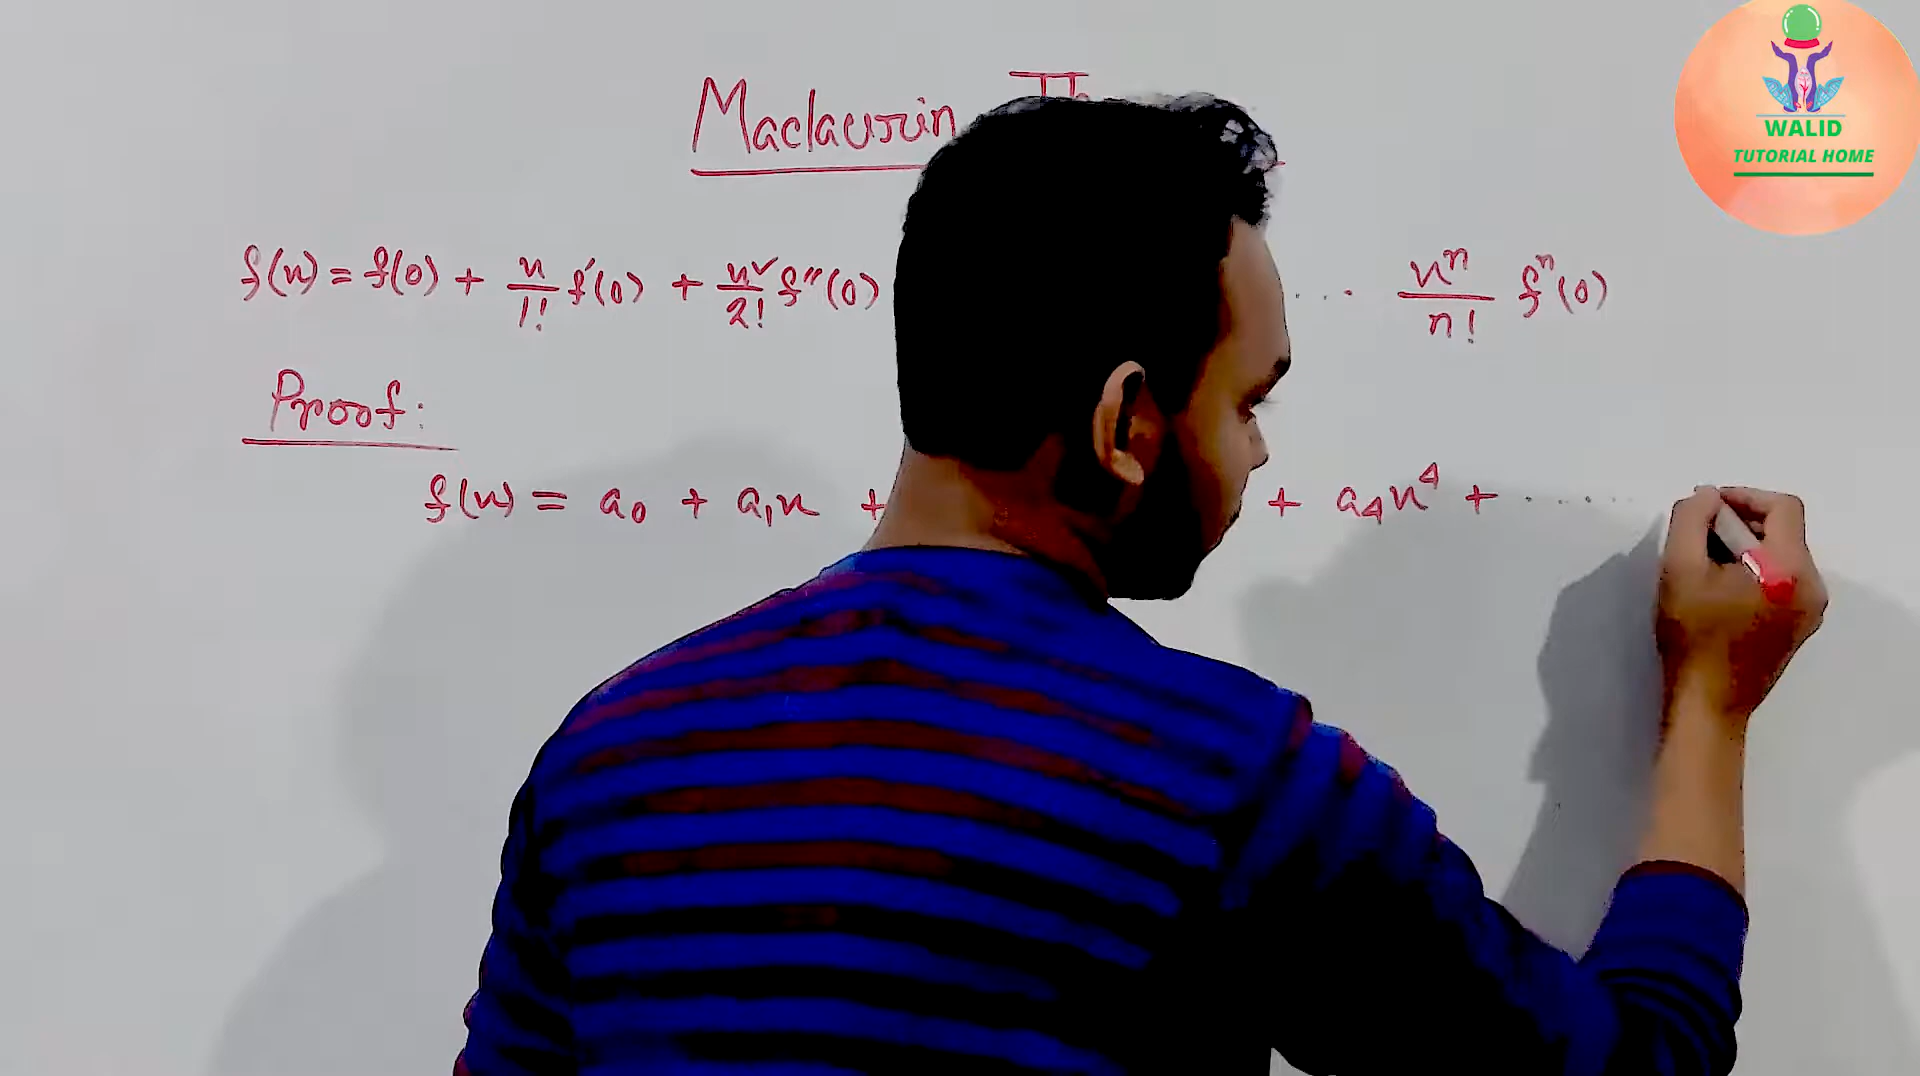 WALID
TUTORIAL HOME
Maclaurin
f(x) = f(0) + x/1! f'(0) + x²/2! f''(0) ... xⁿ/n! fⁿ(0)
Proof:
f(x) = a₀ + a₁x + + a₄x⁴ + ......